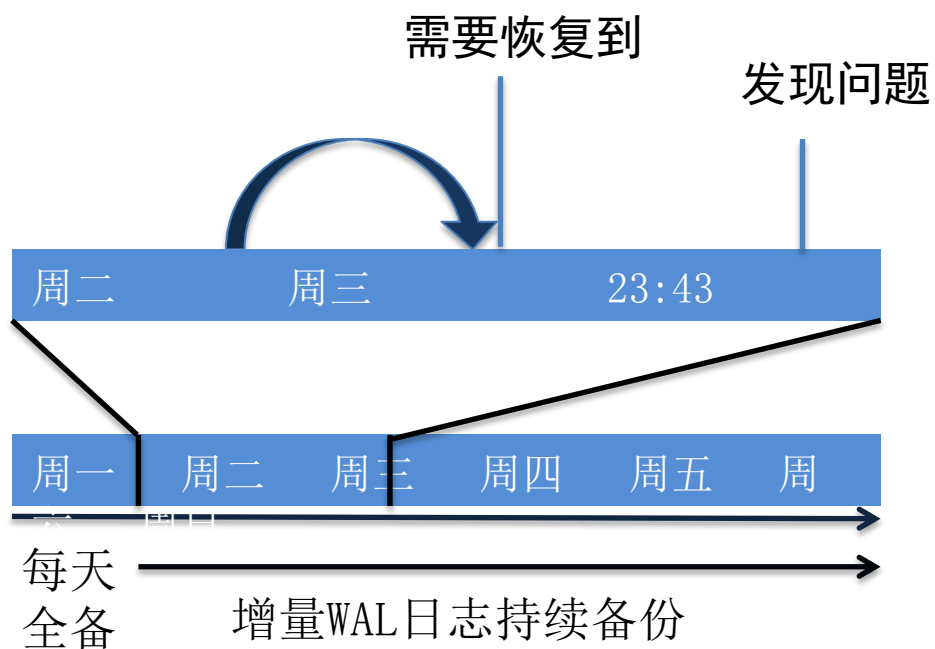 需要恢复到
发现问题
周二 周三 23:43
周一 周二 周三 周四 周五 周
周日
每天
全备
增量WAL日志持续备份